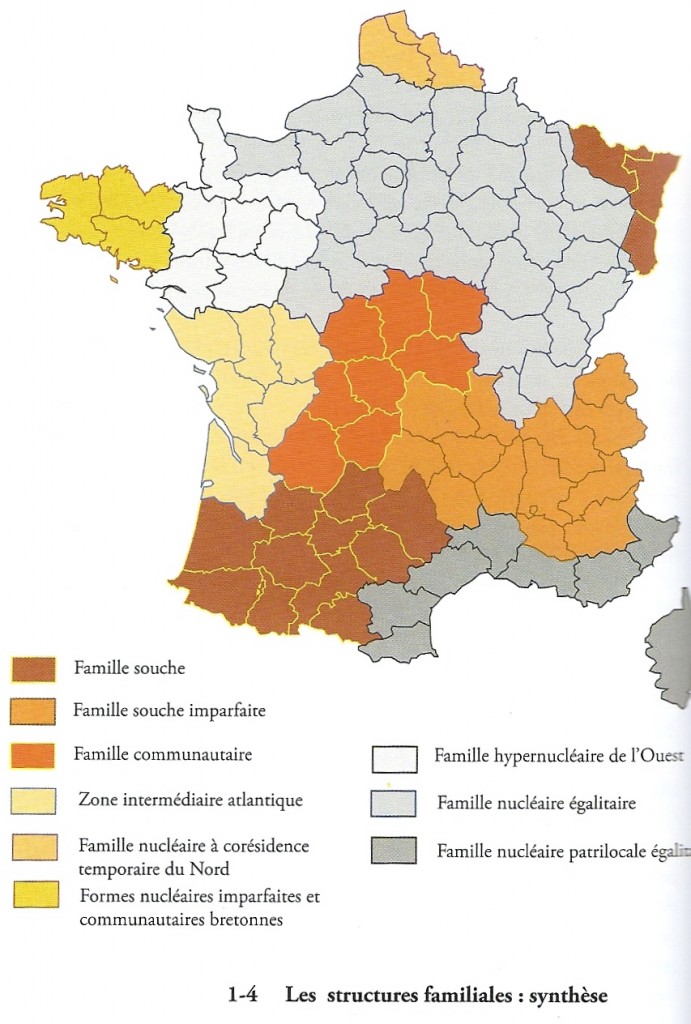 Famille souche
Famille souche imparfaite
Famille communautaire
Zone intermédiaire atlantique
Famille nucléaire à corésidence
temporaire du Nord
Formes nucléaires imparfaites et
communautaires bretonnes
Famille hypernucléaire de l'Ouest
Famille nucléaire égalitaire
Famille nucléaire patrilocale
1-4 Les structures familiales : synthèse